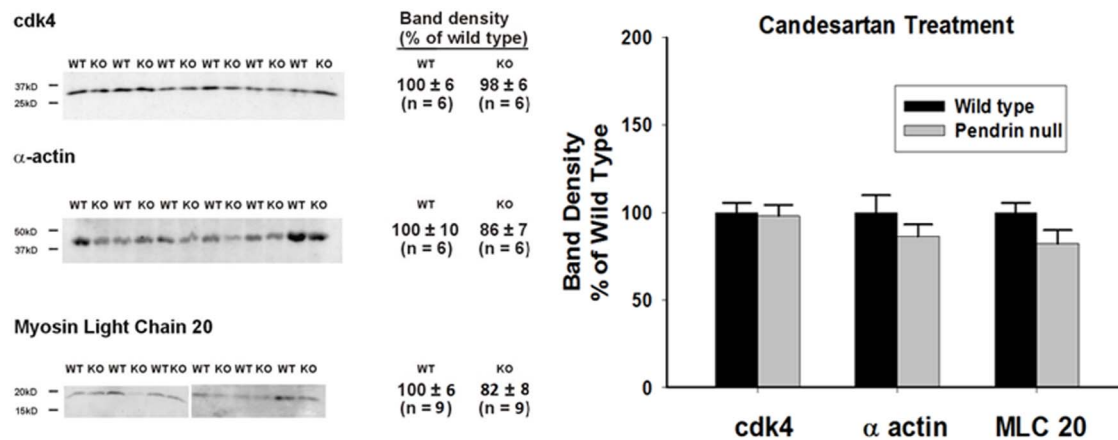 cdk4
Band density
(% of wild type)
WT KO WT KO WT KO WT KO WT KO WT KO
WT KO
37kD
25kD
100 ± 6 98 ± 6
(n = 6) (n = 6)
α-actin
WT KO WT KO WT KO WT KO WT KO WT KO
WT KO
50kD
37kD
100 ± 10 86 ± 7
(n = 6) (n = 6)
Myosin Light Chain 20
WT KO WT KO WTKO WT KO WT KO WT KO
WT KO
20kD
15kD
100 ± 6 82 ± 8
(n = 9) (n = 9)
Candesartan Treatment
Wild type
Pendrin null
Band Density
% of Wild Type
200
150
100
50
0
cdk4 α actin MLC 20